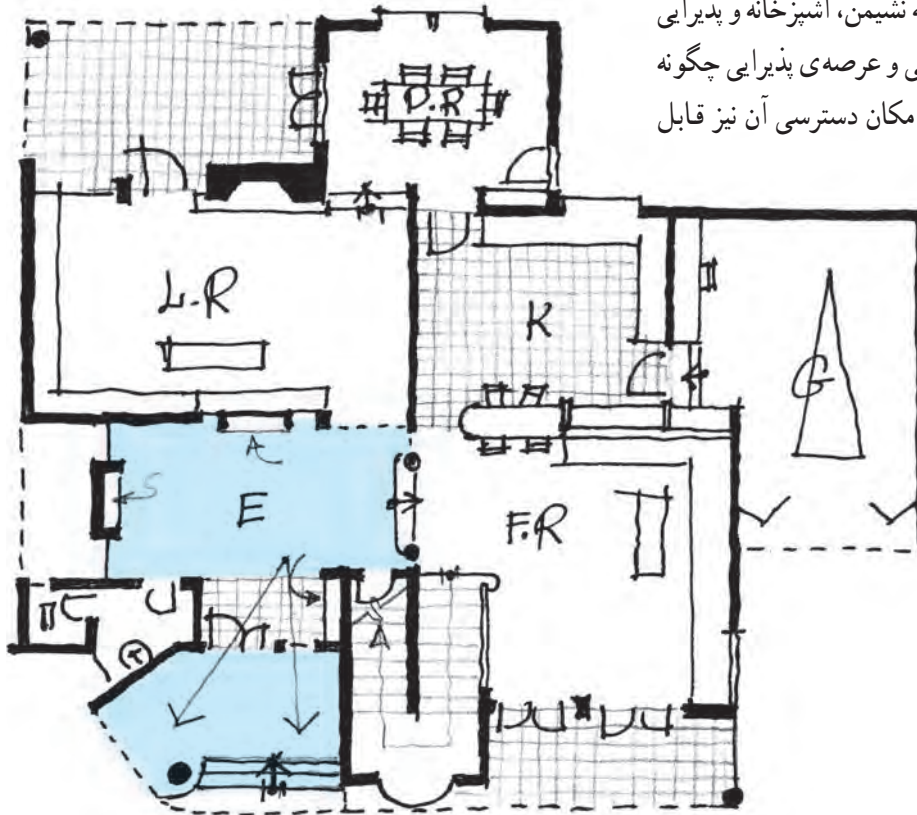 نشیمن، آشپزخانه و پذیرایی
ی و عرصه‌ی پذیرایی چگونه
مکان دسترسی آن نیز قابل
D.R
L.R
K
G
A
S
E
F.R